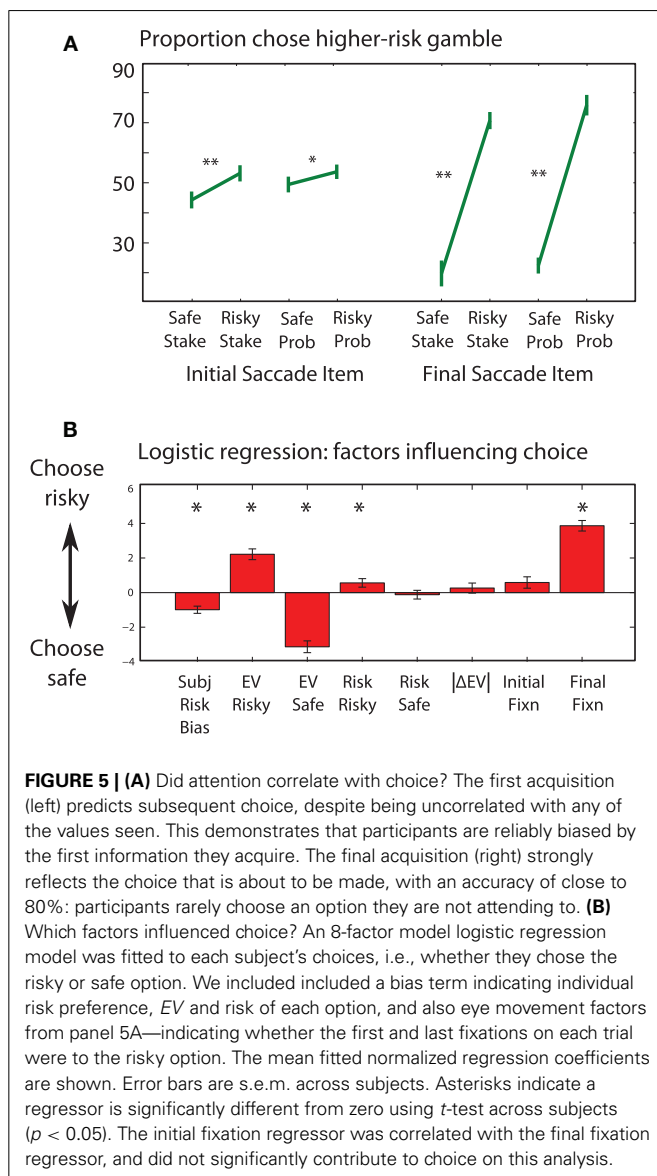 A
Proportion chose higher-risk gamble
90
70
50
30
**
*
**
**
Safe Stake
Risky Stake
Safe Prob
Risky Prob
Safe Stake
Risky Stake
Safe Prob
Risky Prob
Initial Saccade Item
Final Saccade Item
B
Logistic regression: factors influencing choice
Choose
risky
Choose
safe
6
4
2
0
−2
−4
*
*
*
*
*
Subj Risk Bias
EV Risky
EV Safe
Risk Risky
Risk Safe
|ΔEV|
Initial Fixn
Final Fixn
FIGURE 5 | (A) Did attention correlate with choice? The first acquisition
(left) predicts subsequent choice, despite being uncorrelated with any of
the values seen. This demonstrates that participants are reliably biased by
the first information they acquire. The final acquisition (right) strongly
reflects the choice that is about to be made, with an accuracy of close to
80%: participants rarely choose an option they are not attending to. (B)
Which factors influenced choice? An 8-factor model logistic regression
model was fitted to each subject's choices, i.e., whether they chose the
risky or safe option. We included included a bias term indicating individual
risk preference, EV and risk of each option, and also eye movement factors
from panel 5A—indicating whether the first and last fixations on each trial
were to the risky option. The mean fitted normalized regression coefficients
are shown. Error bars are s.e.m. across subjects. Asterisks indicate a
regressor is significantly different from zero using t-test across subjects
(p < 0.05). The initial fixation regressor was correlated with the final fixation
regressor, and did not significantly contribute to choice on this analysis.